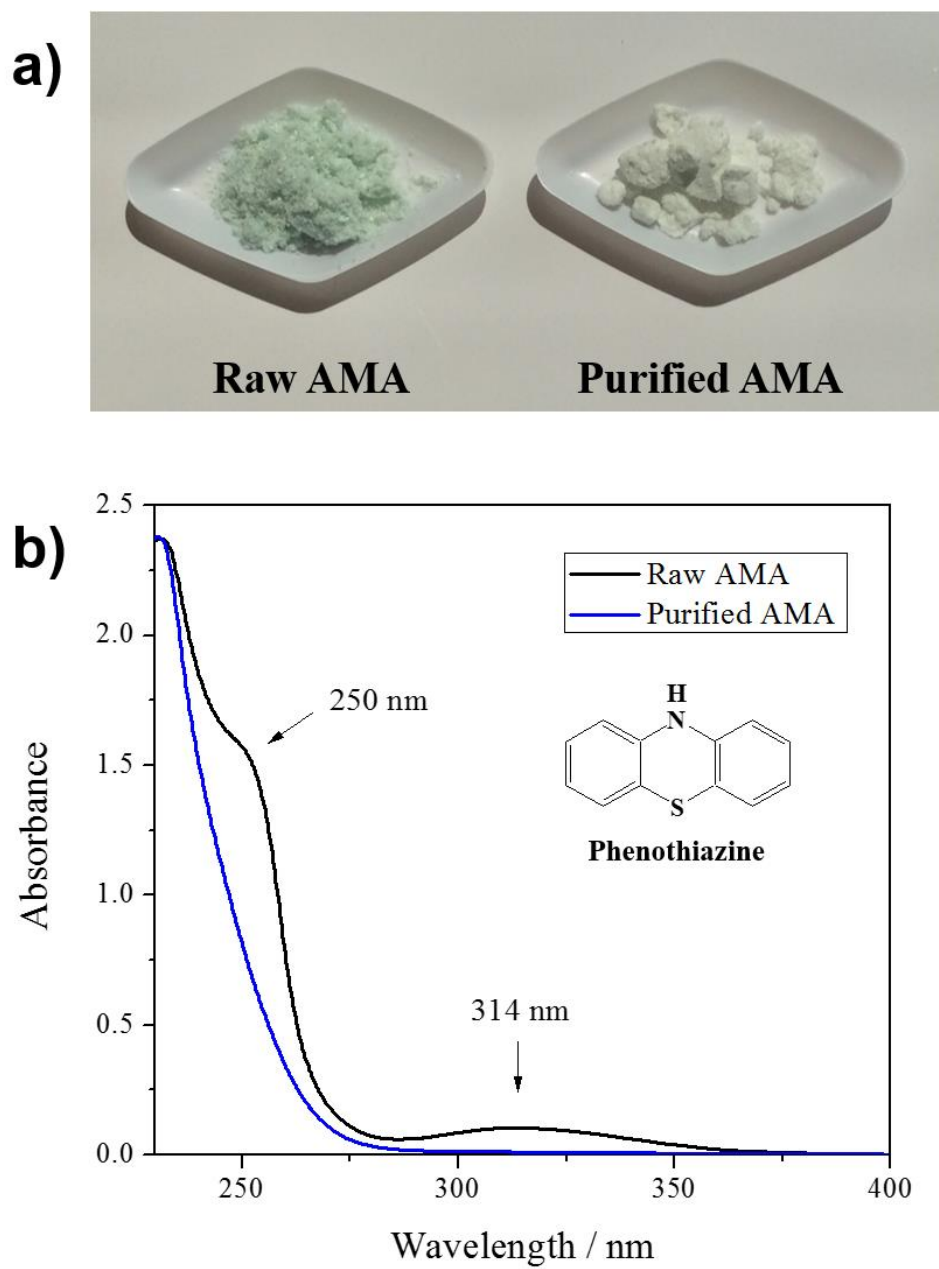 a)
Raw AMA
Purified AMA
b)
2.5
2.0
1.5
1.0
0.5
0.0
Absorbance
Raw AMA
Purified AMA
250 nm
H
N
S
Phenothiazine
314 nm
250
300
350
400
Wavelength / nm